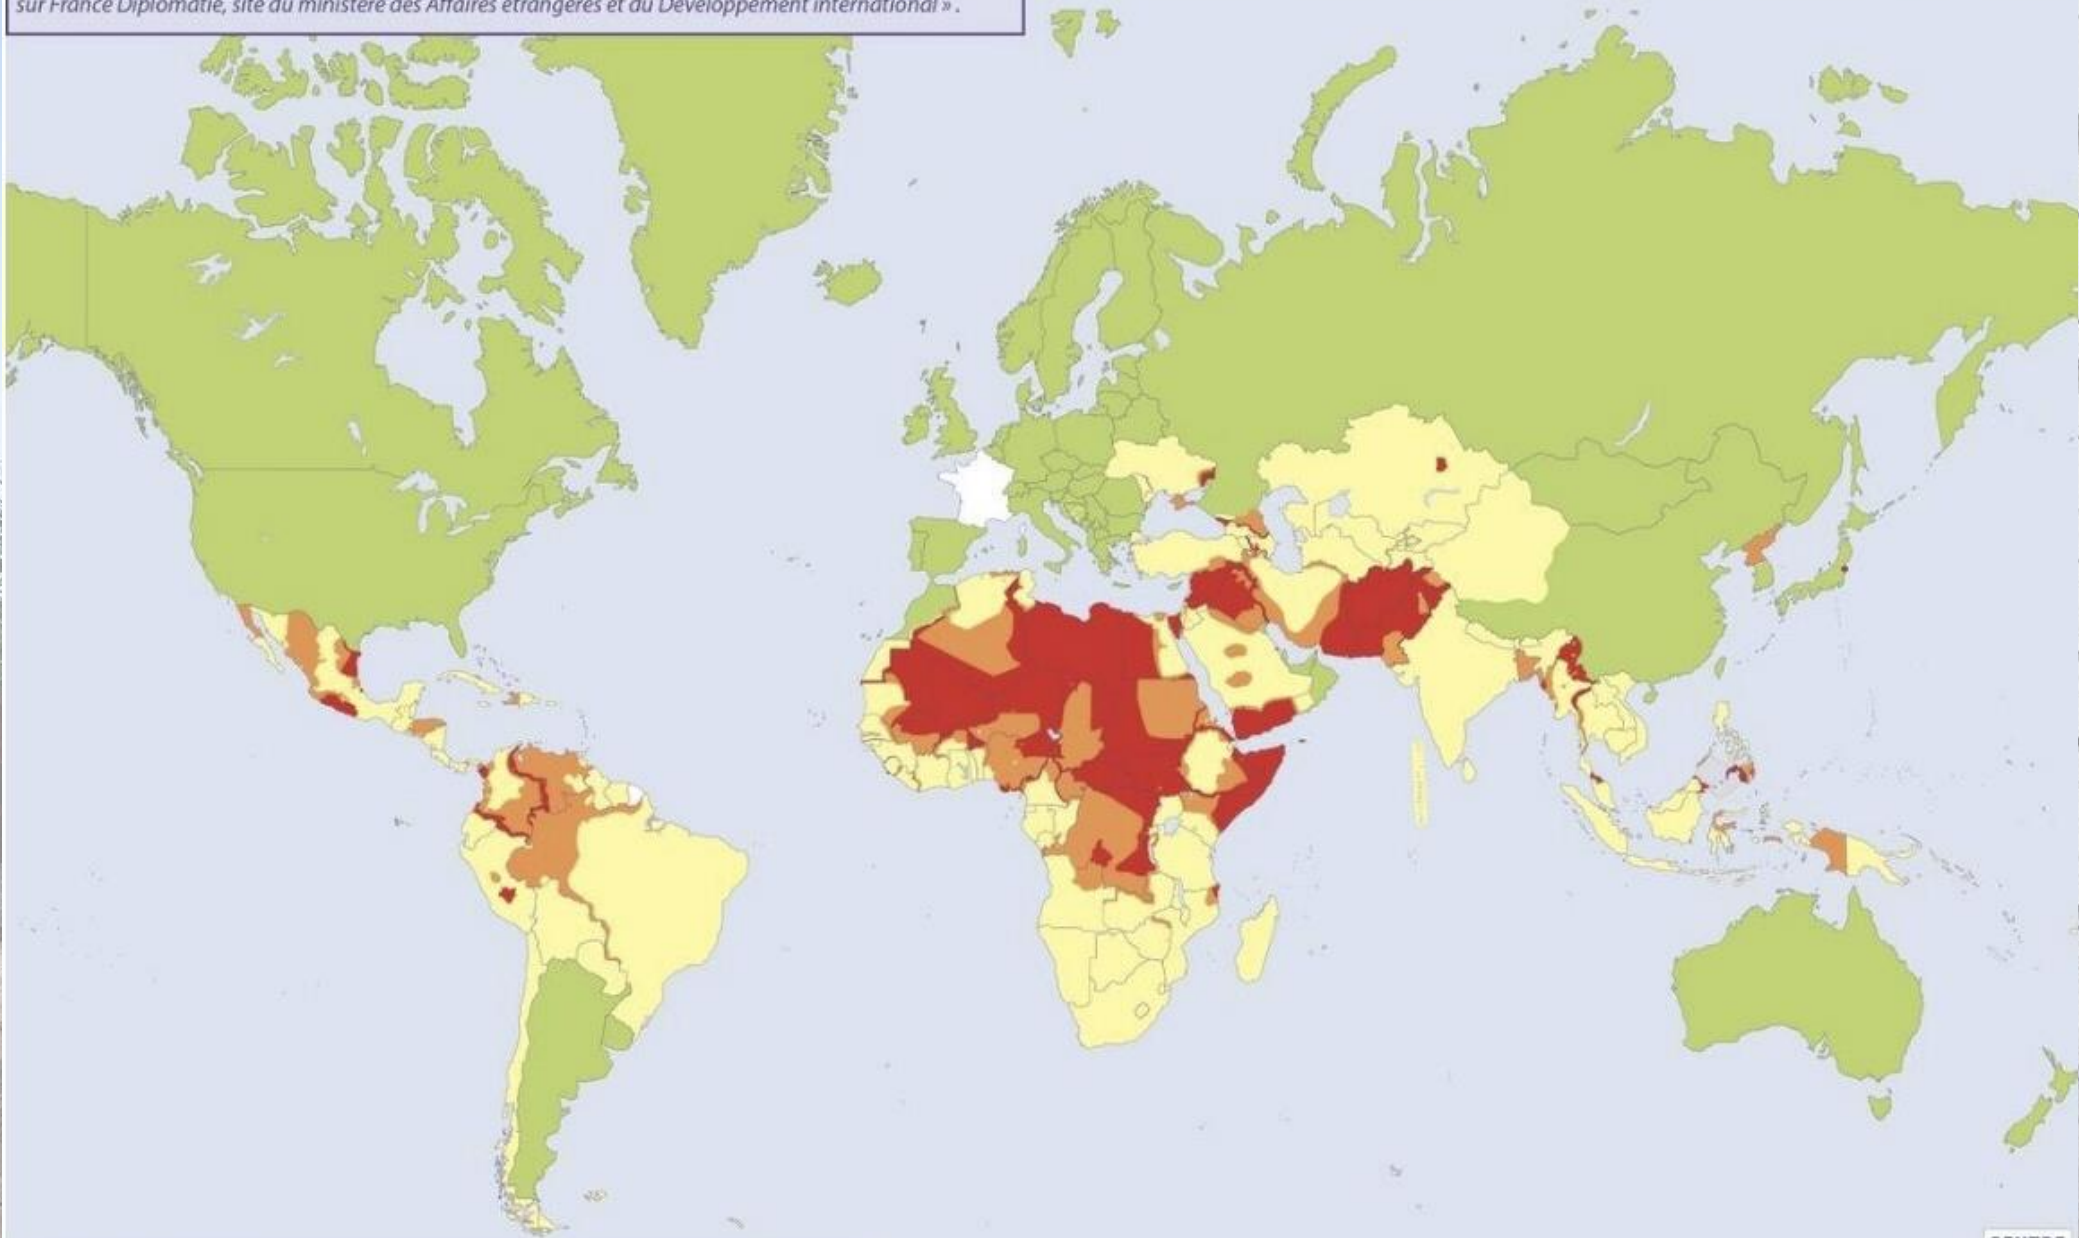 sur France Diplomatie, site du ministère des Affaires étrangères et du Développement international » .